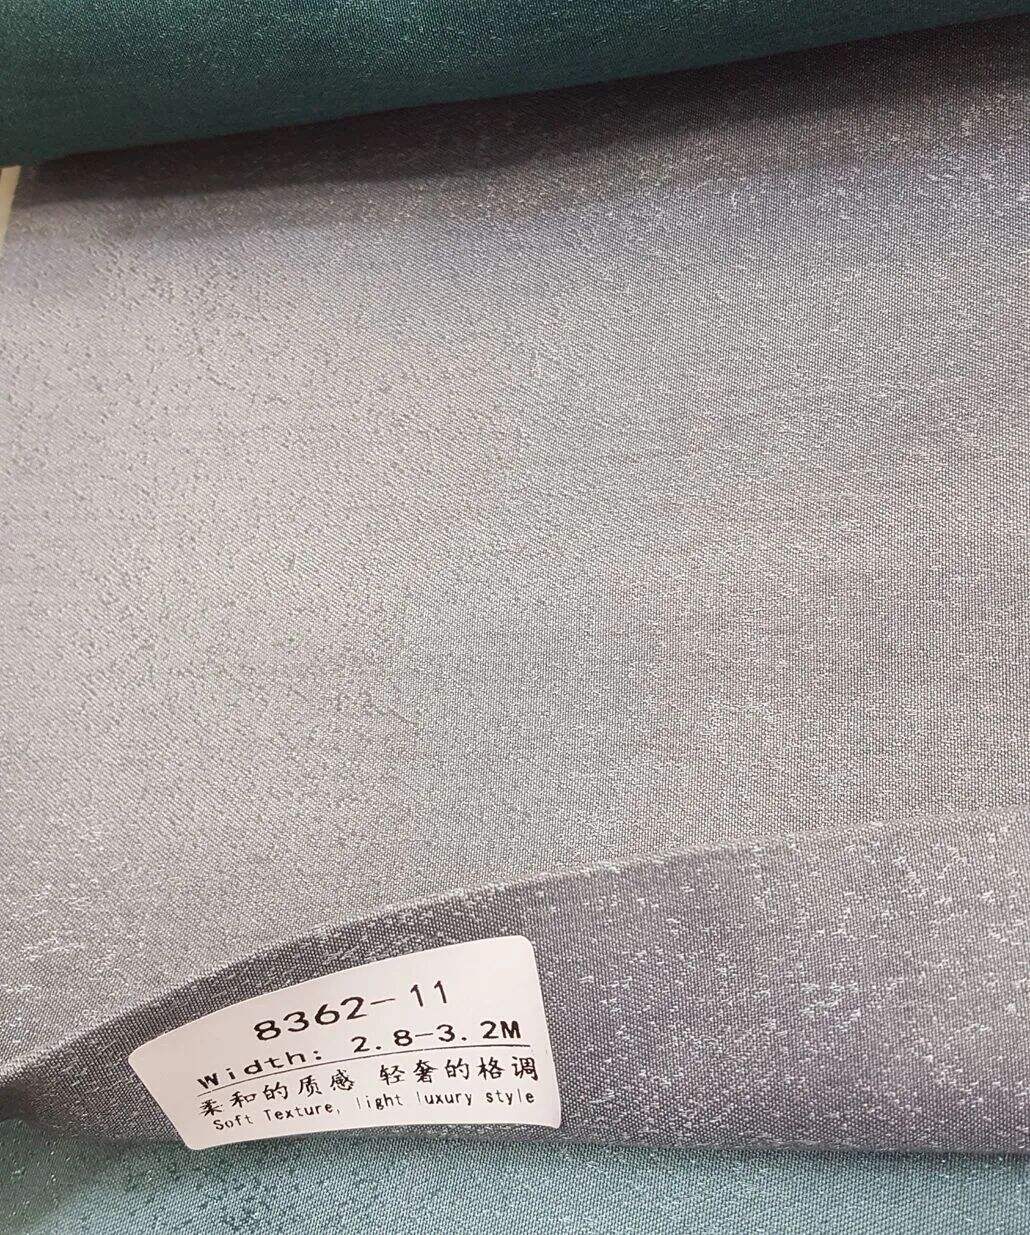 8362-11
Width: 2.8-3.2M
柔和的质感 轻奢的格调
Soft Texture, light luxury style